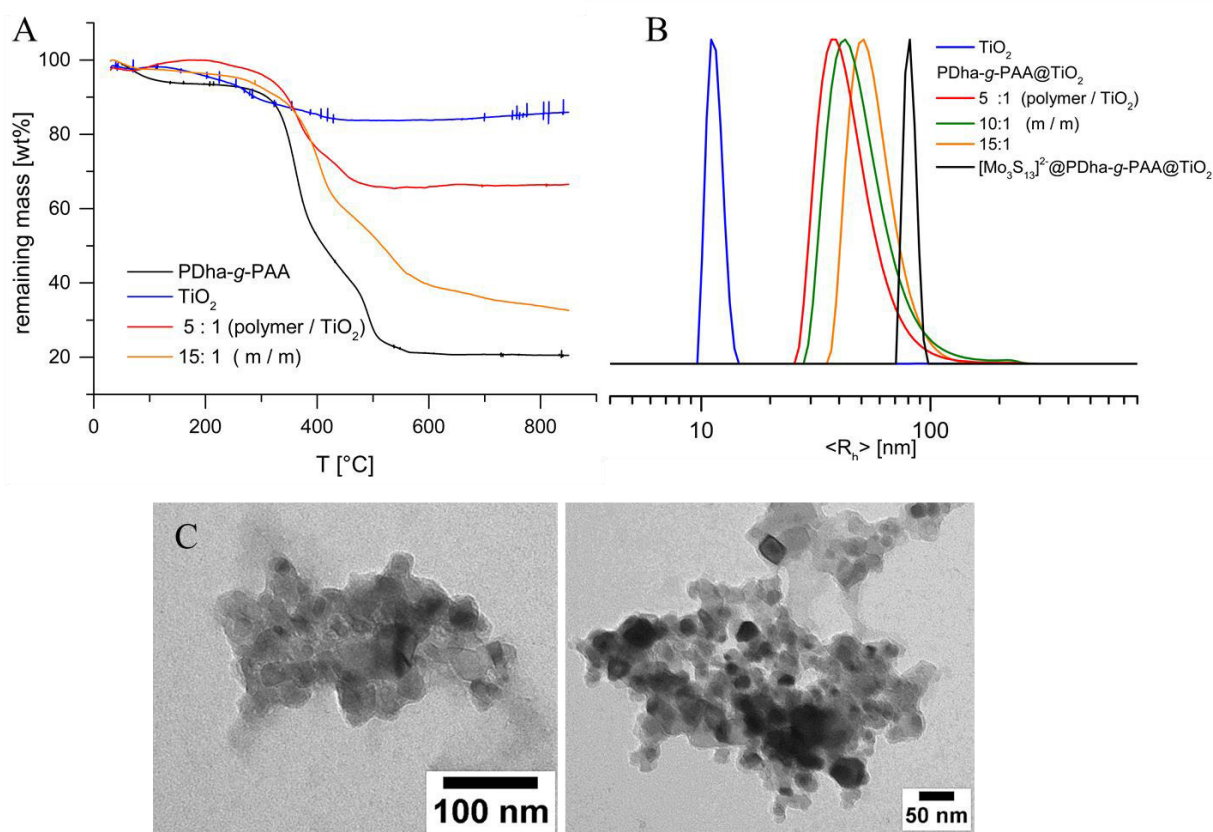 A
remaining mass [wt%]
100
80
60
40
20
PDha-g-PAA
TiO₂
5 : 1 (polymer / TiO₂)
15: 1 ( m / m )
0 200 400 600 800
T [°C]
B
TiO₂
PDha-g-PAA@TiO₂
5 :1 (polymer / TiO₂)
10:1 (m / m)
15:1
[Mo₃S₁₃]²⁻@PDha-g-PAA@TiO₂
10 100
<Rₕ> [nm]
C
100 nm
50 nm